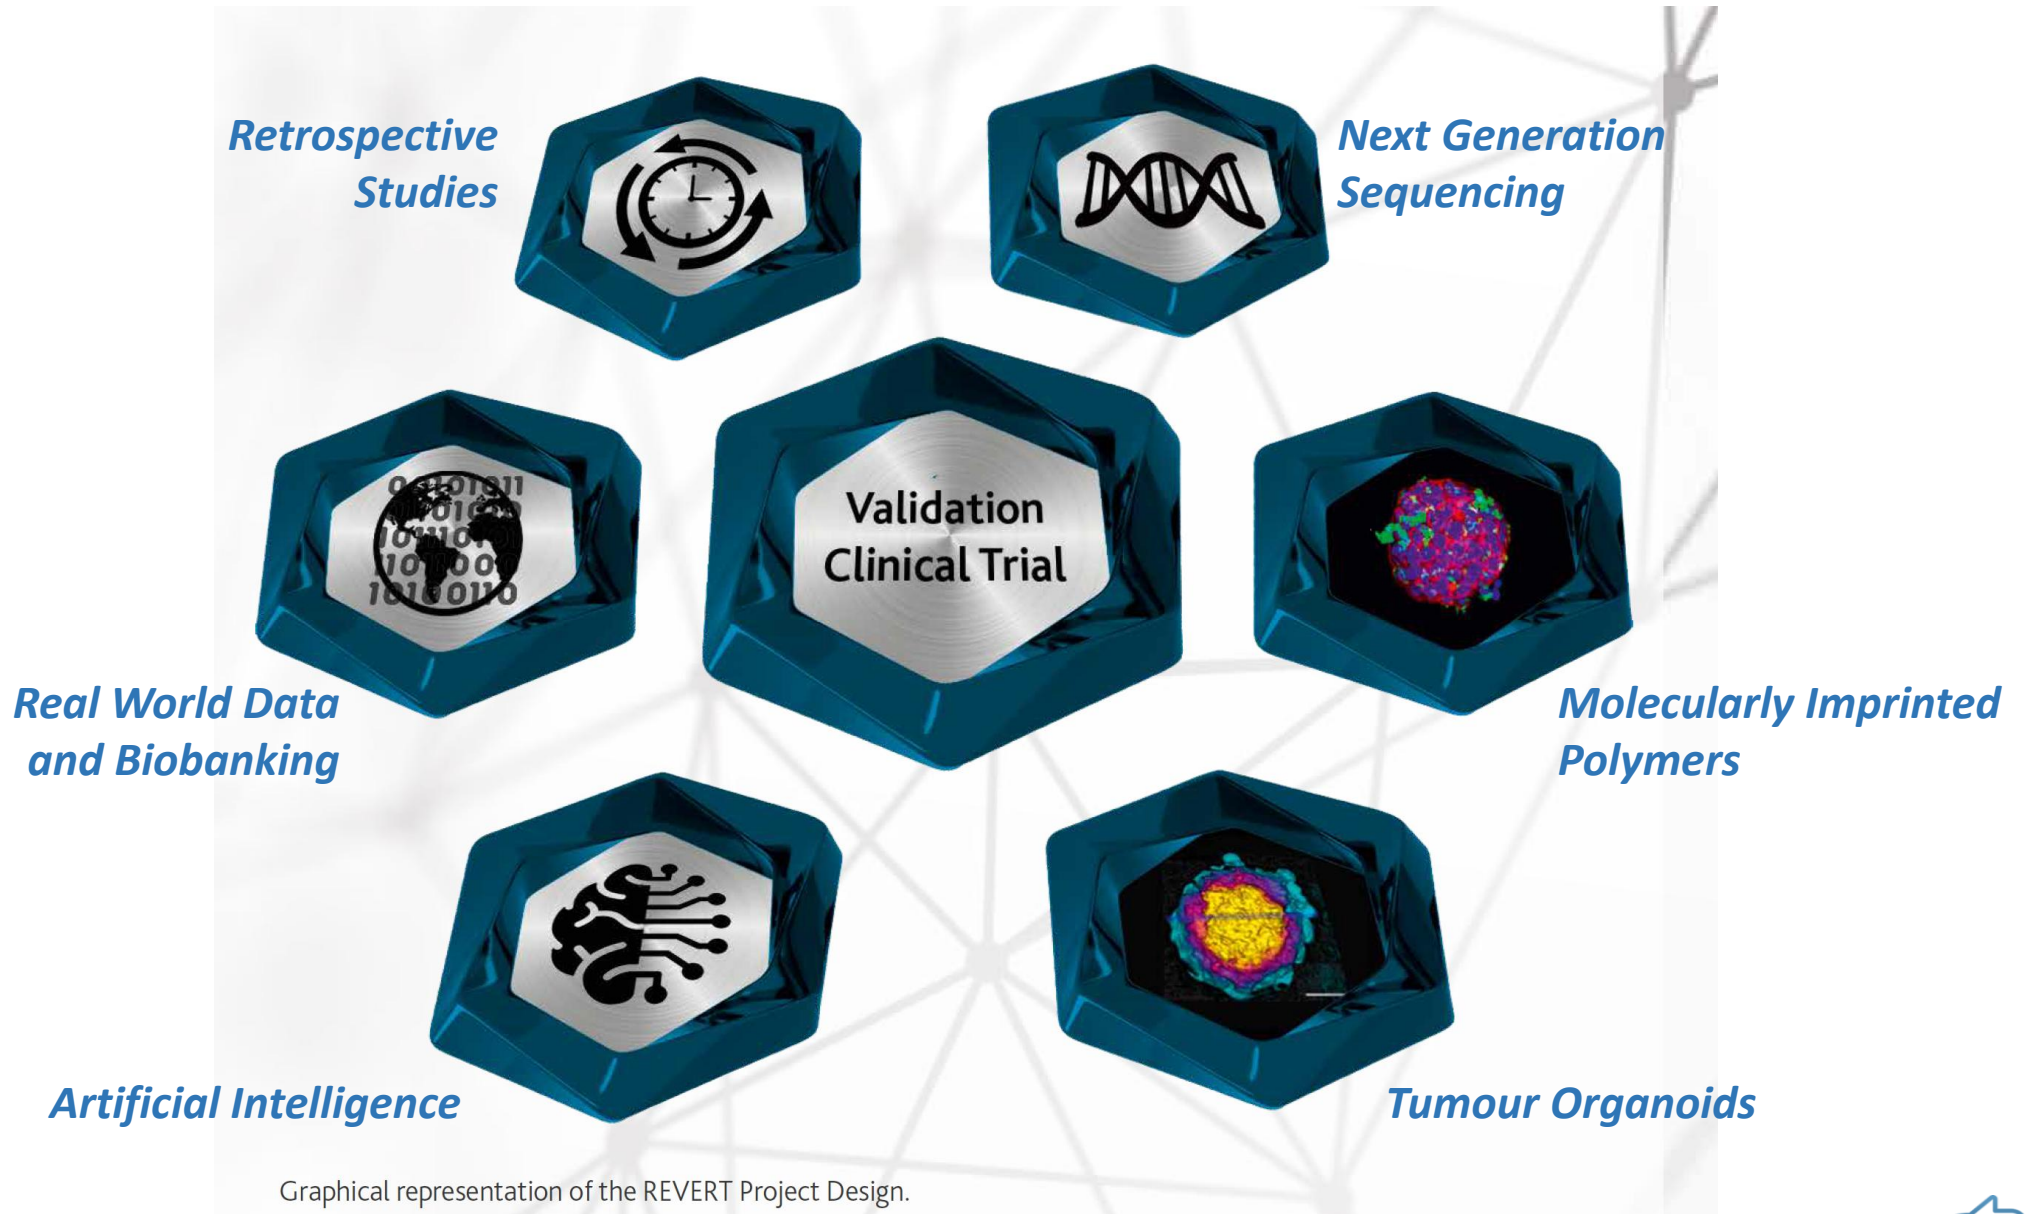 Retrospective
Studies
Next Generation
Sequencing
Validation
Clinical Trial
Real World Data
and Biobanking
Molecularly Imprinted
Polymers
Artificial Intelligence
Tumour Organoids
Graphical representation of the REVERT Project Design.